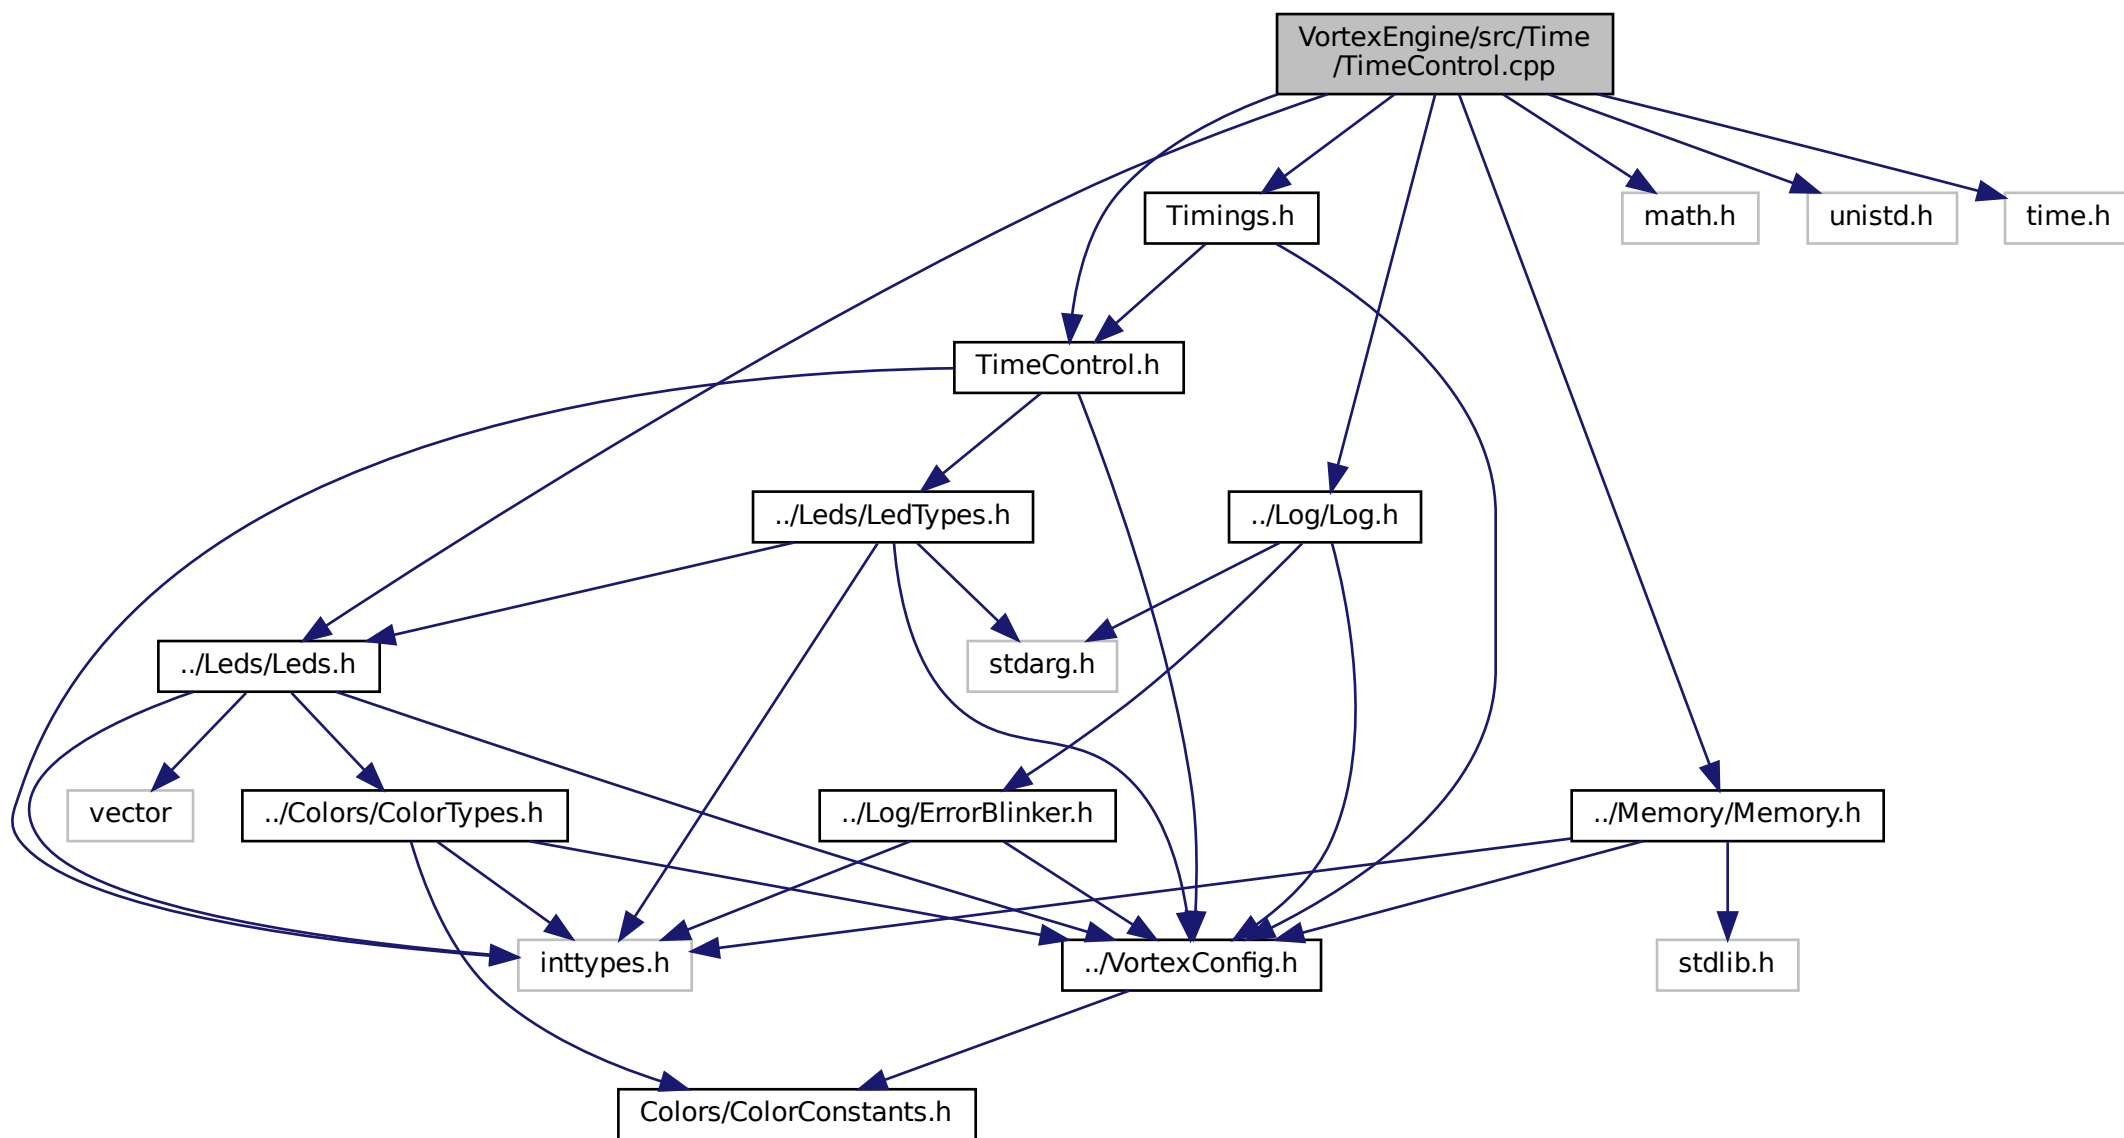 VortexEngine/src/Time
/TimeControl.cpp
Timings.h
math.h
unistd.h
time.h
TimeControl.h
../Leds/LedTypes.h
../Log/Log.h
../Leds/Leds.h
stdarg.h
vector
../Colors/ColorTypes.h
../Log/ErrorBlinker.h
../Memory/Memory.h
inttypes.h
../VortexConfig.h
stdlib.h
Colors/ColorConstants.h